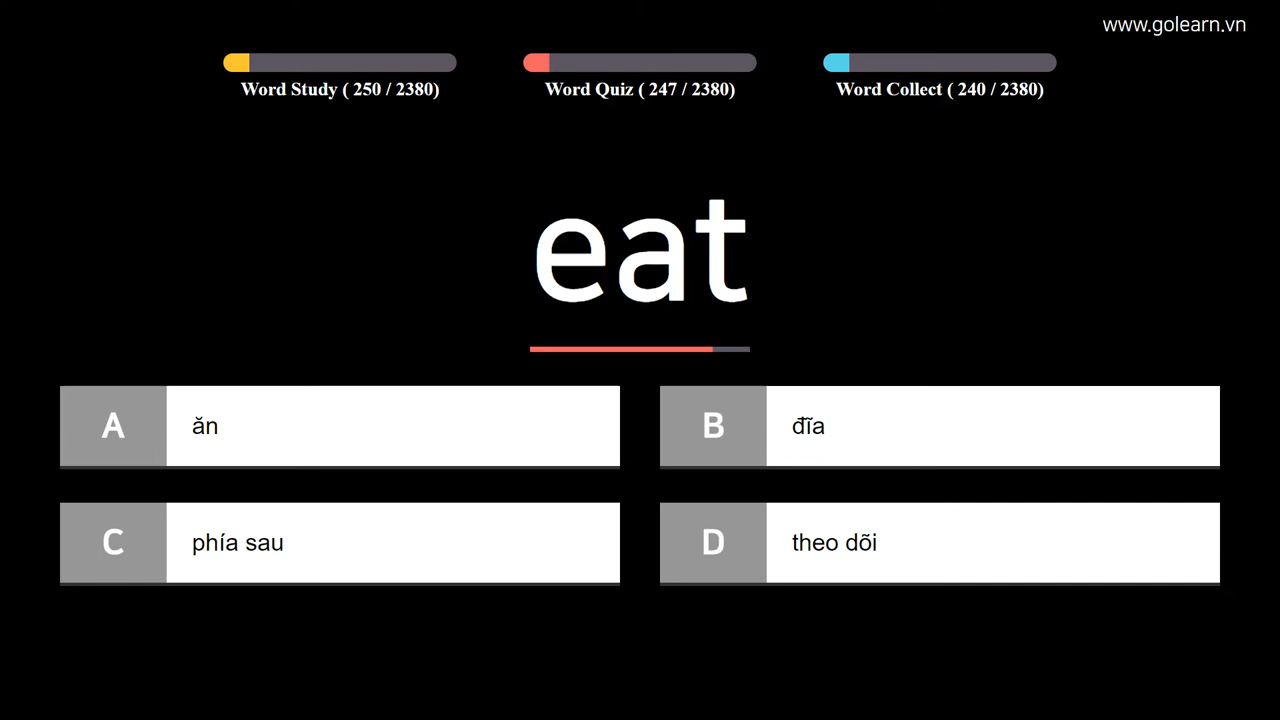 www.golearn.vn
Word Study ( 250 / 2380)
Word Quiz ( 247 / 2380)
Word Collect ( 240 / 2380)
eat
A ăn
B đĩa
C phía sau
D theo dõi